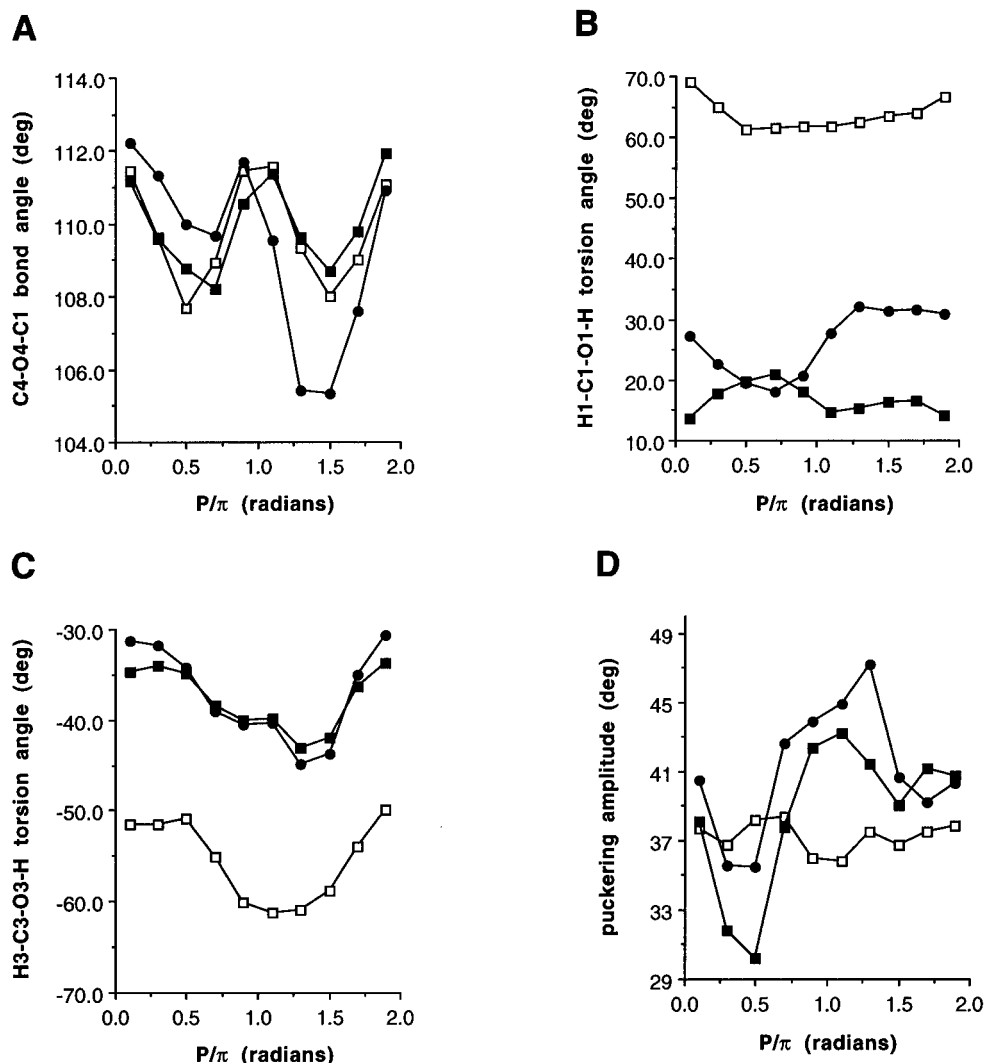 A
C4-O4-C1 bond angle (deg)
114.0
112.0
110.0
108.0
106.0
104.0
0.0 0.5 1.0 1.5 2.0
P/π (radians)
B
H1-C1-O1-H torsion angle (deg)
70.0
60.0
50.0
40.0
30.0
20.0
10.0
0.0 0.5 1.0 1.5 2.0
P/π (radians)
C
H3-C3-O3-H torsion angle (deg)
-30.0
-40.0
-50.0
-60.0
-70.0
0.0 0.5 1.0 1.5 2.0
P/π (radians)
D
puckering amplitude (deg)
49
45
41
37
33
29
0.0 0.5 1.0 1.5 2.0
P/π (radians)